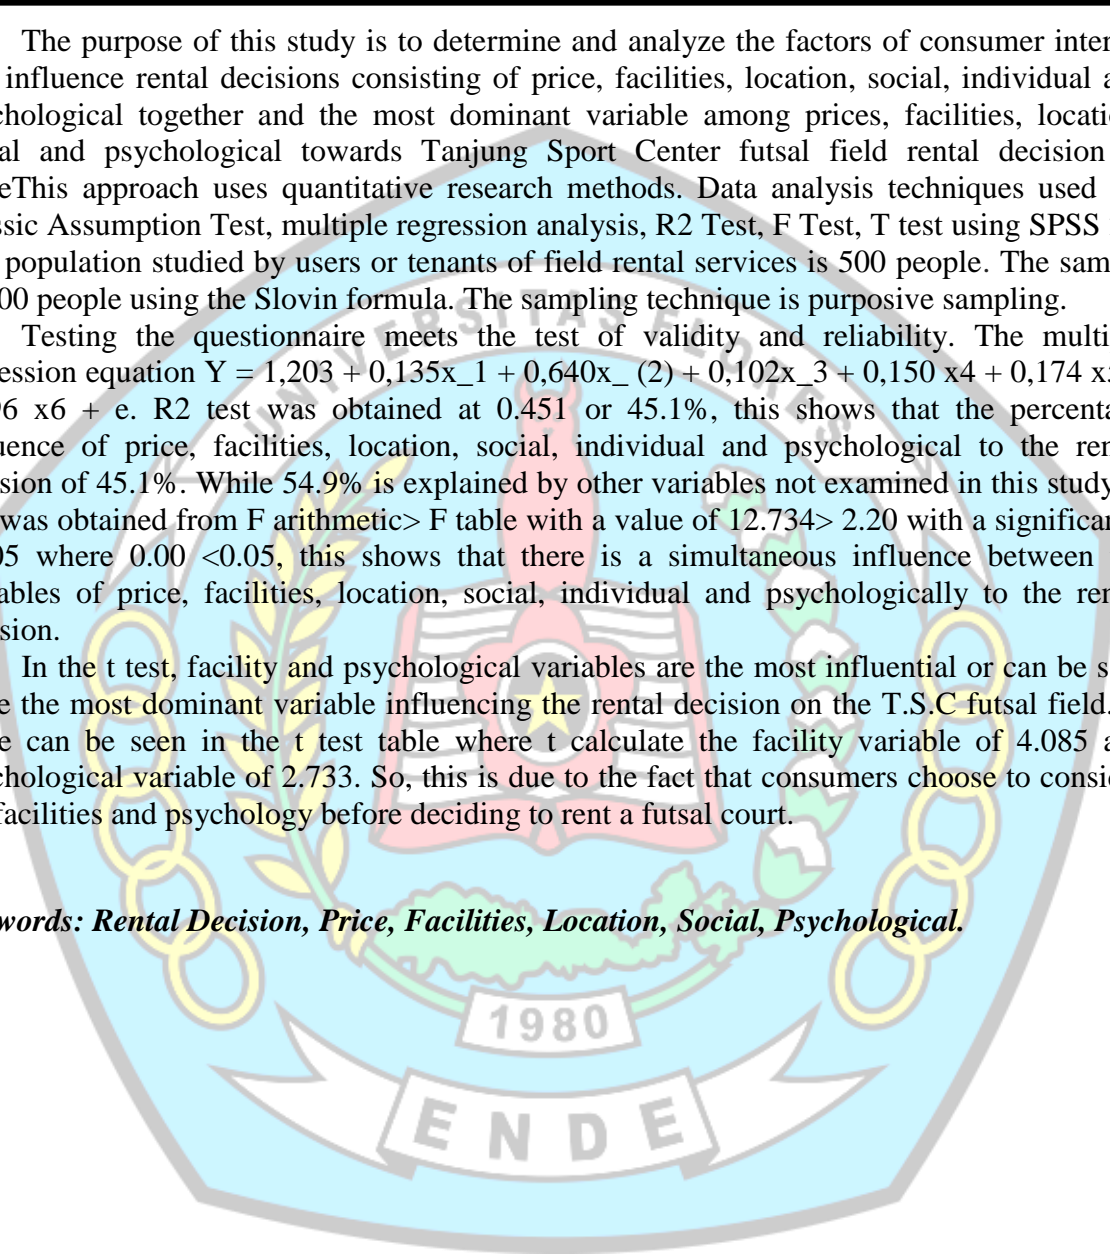 The purpose of this study is to determine and analyze the factors of consumer inter
influence rental decisions consisting of price, facilities, location, social, individual a
chological together and the most dominant variable among prices, facilities, locatio
al and psychological towards Tanjung Sport Center futsal field rental decision
eThis approach uses quantitative research methods. Data analysis techniques used
ssic Assumption Test, multiple regression analysis, R2 Test, F Test, T test using SPSS
population studied by users or tenants of field rental services is 500 people. The sam
00 people using the Slovin formula. The sampling technique is purposive sampling.
Testing the questionnaire meets the test of validity and reliability. The multi
ession equation Y = 1,203 + 0,135x_1 + 0,640x_ (2) + 0,102x_3 + 0,150 x4 + 0,174 x5
96 x6 + e. R2 test was obtained at 0.451 or 45.1%, this shows that the percenta
uence of price, facilities, location, social, individual and psychological to the ren
sion of 45.1%. While 54.9% is explained by other variables not examined in this study
was obtained from F arithmetic> F table with a value of 12.734> 2.20 with a significan
05 where 0.00 <0.05, this shows that there is a simultaneous influence between
ables of price, facilities, location, social, individual and psychologically to the ren
sion.
In the t test, facility and psychological variables are the most influential or can be s
e the most dominant variable influencing the rental decision on the T.S.C futsal field.
e can be seen in the t test table where t calculate the facility variable of 4.085 a
chological variable of 2.733. So, this is due to the fact that consumers choose to consid
facilities and psychology before deciding to rent a futsal court.
words: Rental Decision, Price, Facilities, Location, Social, Psychological.
UNIVERSITAS FLORES
1980
ENDE